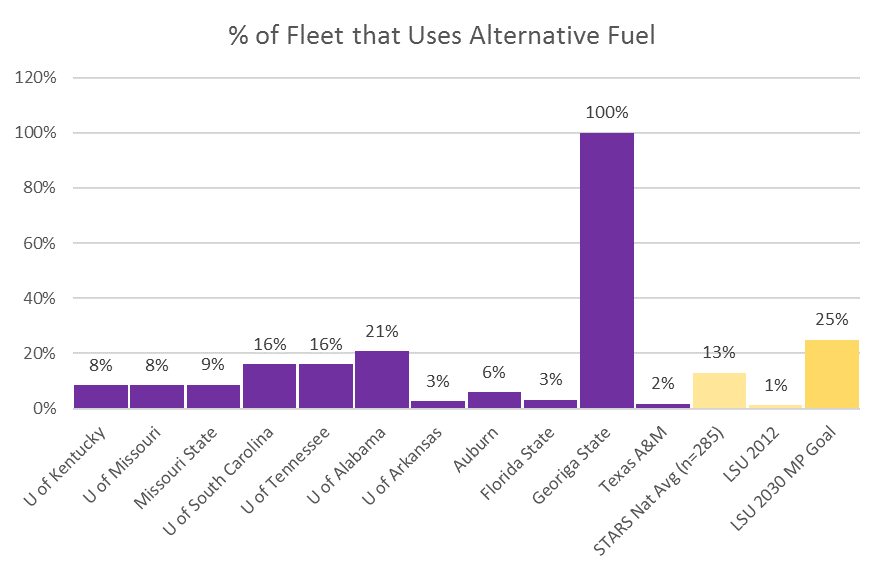 % of Fleet that Uses Alternative Fuel
120%
100%
80%
60%
40%
20%
0%
8%
8%
9%
16%
16%
21%
3%
6%
3%
100%
2%
13%
1%
25%
U of Kentucky
U of Missouri
Missouri State
U of South Carolina
U of Tennessee
U of Alabama
U of Arkansas
Auburn
Florida State
Georiga State
Texas A&M
STARS Nat Avg (n=285)
LSU 2012
LSU 2030 MP Goal